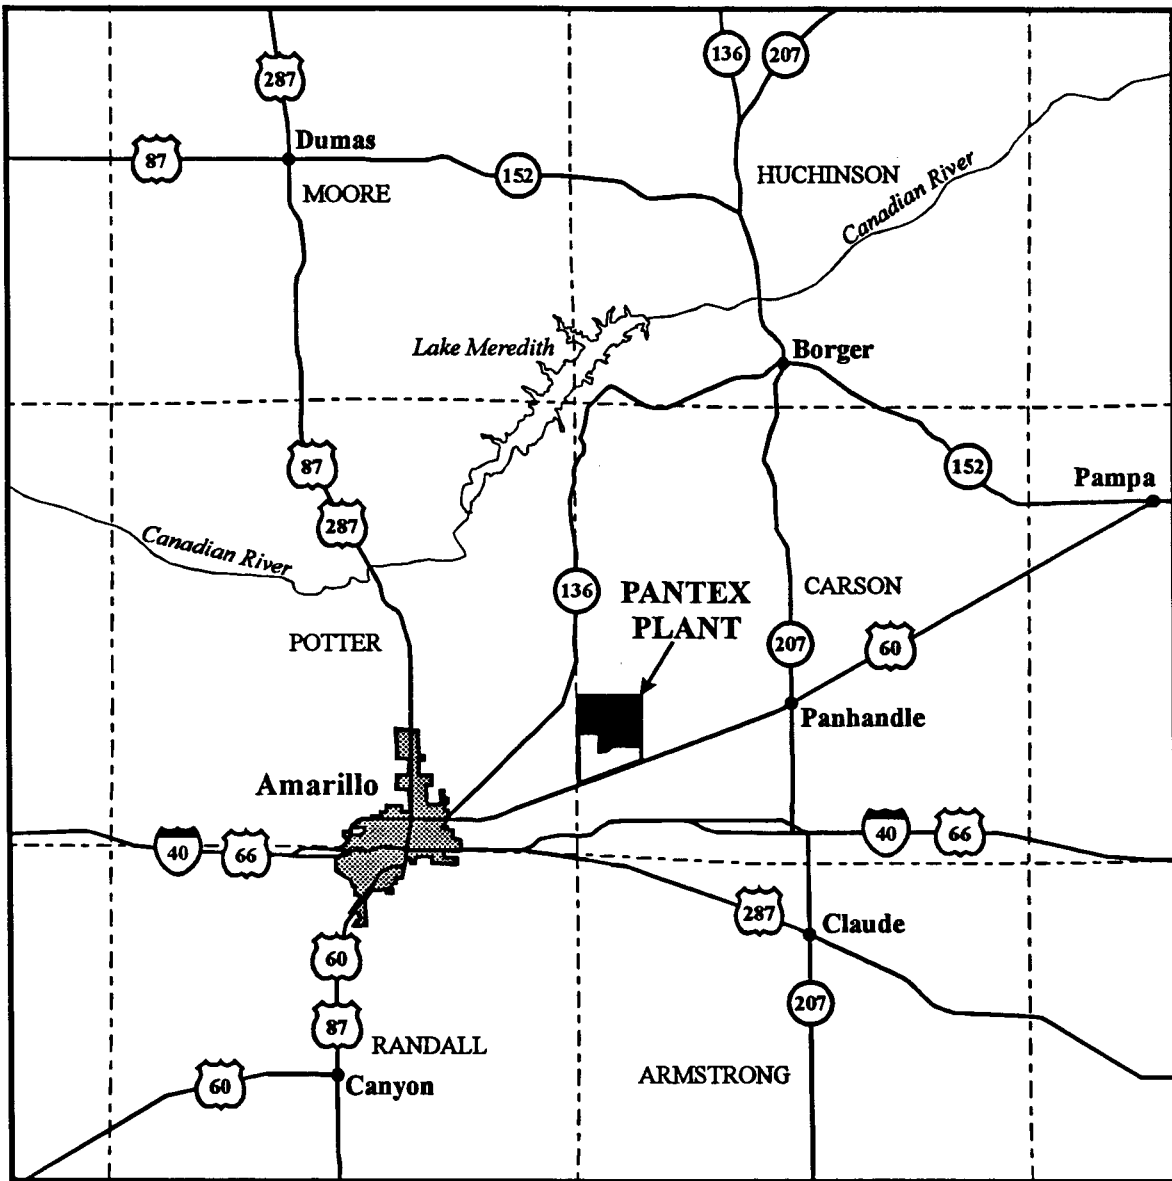 136
207
287
Dumas
87
152
HUCHINSON
MOORE
Canadian River
Lake Meredith
Borger
87
152
Pampa
287
Canadian River
136
PANTEX
PLANT
CARSON
POTTER
207
60
Panhandle
Amarillo
40
66
40
66
287
Claude
60
207
87
RANDALL
ARMSTRONG
60
Canyon